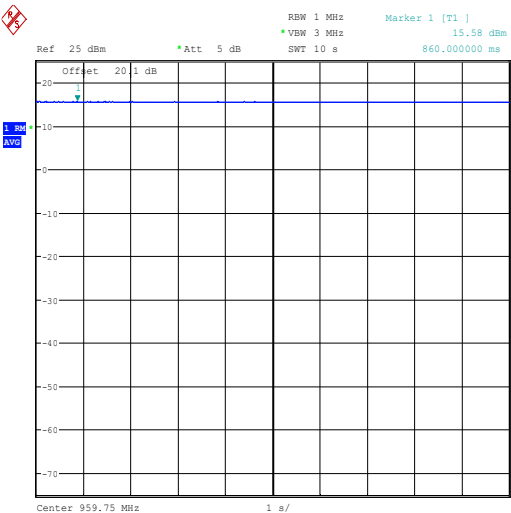 R S
RBW 1 MHz Marker 1 [T1 ]
* VBW 3 MHz 15.58 dBm
Ref 25 dBm * Att 5 dB SWT 10 s 860.000000 ms
Offset 20.1 dB
20
1
1 RM *
10
AVG
0
-10
-20
-30
-40
-50
-60
-70
Center 959.75 MHz 1 s/